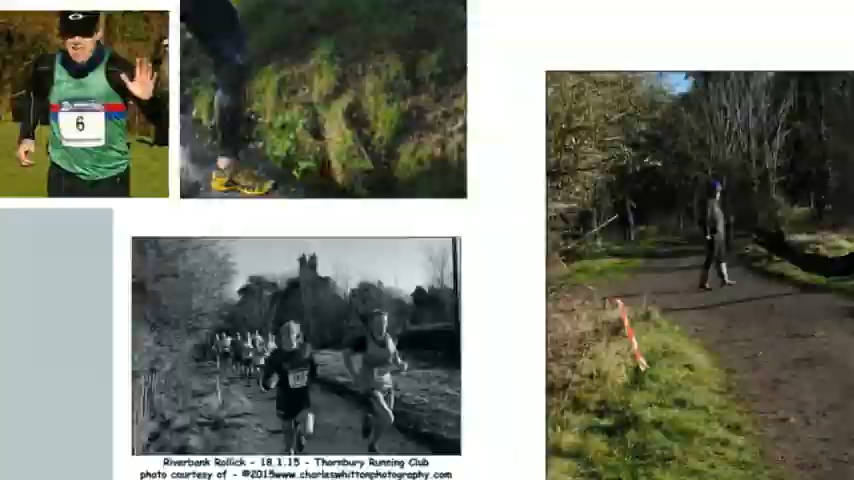 6
Riverbank Rollick - 18.1.15 - Thornbury Running Club
photo courtesy of - ©2015www.charleswhittonphotography.com